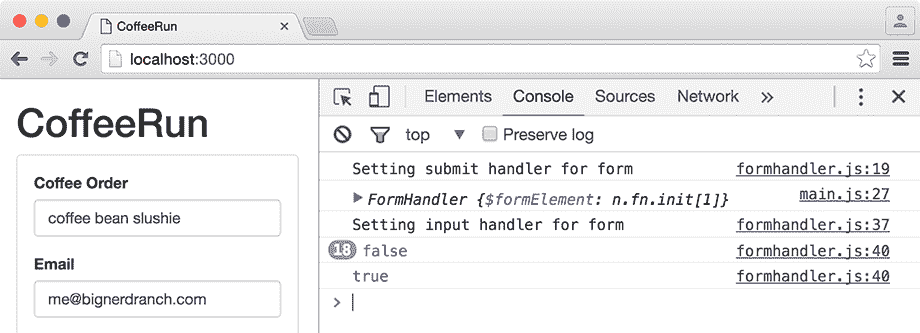 CoffeeRun
localhost:3000
CoffeeRun
Coffee Order
coffee bean slushie
Email
me@bignerdranch.com
Elements Console Sources Network »
top ▼ Preserve log
Setting submit handler for form formhandler.js:19
▶ FormHandler {$formElement: n.fn.init[1]} main.js:27
Setting input handler for form formhandler.js:37
18 false formhandler.js:40
true formhandler.js:40
>